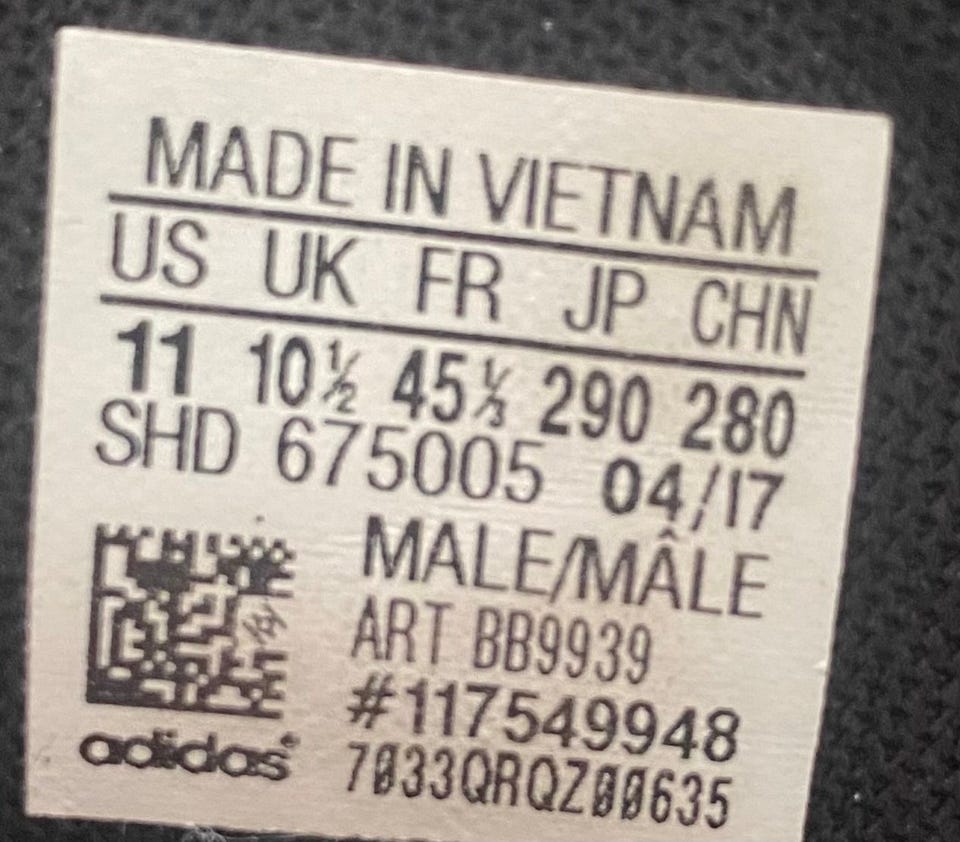 MADE IN VIETNAM
US UK FR JP CHN
11 10½ 45⅓ 290 280
SHD 675005 04/17
MALE/MÂLE
ART BB9939
#117549948
adidas® 7033QRQZ00635